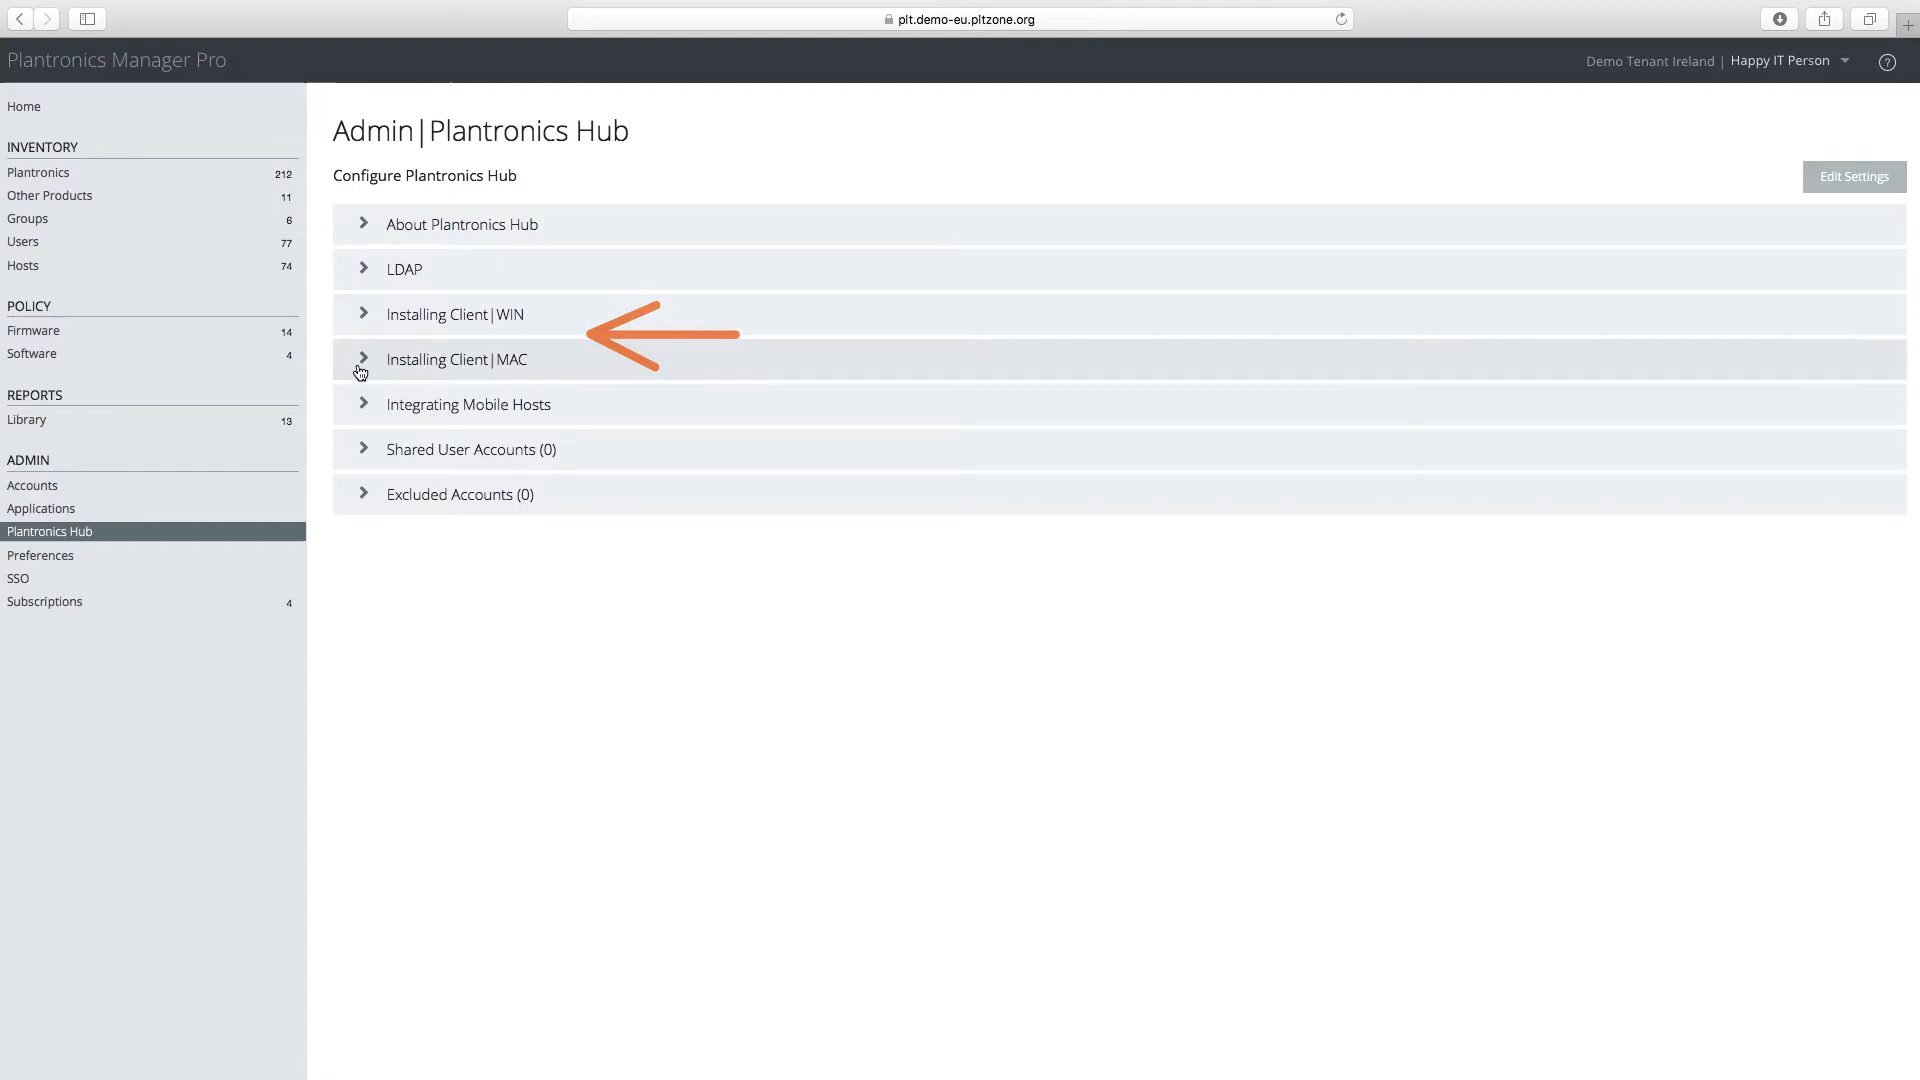 plt.demo-eu.pltzone.org
Plantronics Manager Pro
Demo Tenant Ireland | Happy IT Person
?
Home
INVENTORY
Plantronics 212
Other Products 11
Groups 6
Users 77
Hosts 74
POLICY
Firmware 14
Software 4
REPORTS
Library 13
ADMIN
Accounts
Applications
Plantronics Hub
Preferences
SSO
Subscriptions 4
Admin|Plantronics Hub
Configure Plantronics Hub
Edit Settings
About Plantronics Hub
LDAP
Installing Client|WIN
Installing Client|MAC
Integrating Mobile Hosts
Shared User Accounts (0)
Excluded Accounts (0)